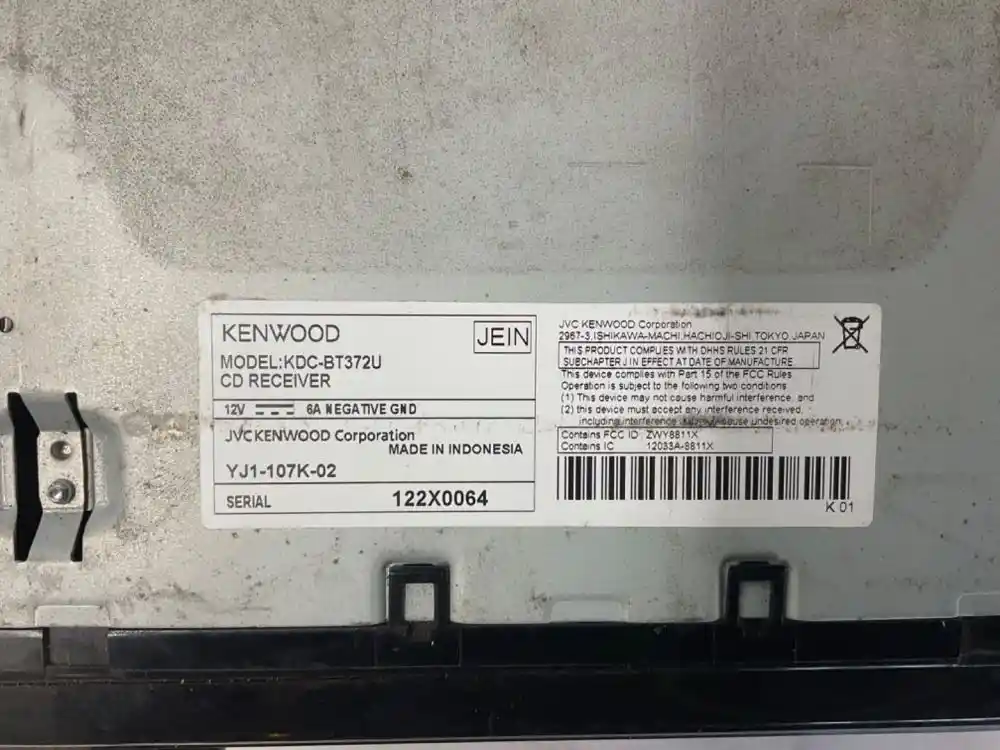 KENWOOD
JEIN
MODEL:KDC-BT372U
CD RECEIVER
12V 6A NEGATIVE GND
JVCKENWOOD Corporation
MADE IN INDONESIA
YJ1-107K-02
SERIAL 122X0064
JVC KENWOOD Corporation
2967-3, ISHIKAWA-MACHI, HACHIOJI-SHI, TOKYO, JAPAN
THIS PRODUCT COMPLIES WITH DHHS RULES 21 CFR
SUBCHAPTER J IN EFFECT AT DATE OF MANUFACTURE.
This device complies with Part 15 of the FCC Rules
Operation is subject to the following two conditions
(1) This device may not cause harmful interference, and
(2) this device must accept any interference received,
including interference that may cause undesired operation.
Contains FCC ID : ZWY8811X
Contains IC : 12033A-8811X
K 01